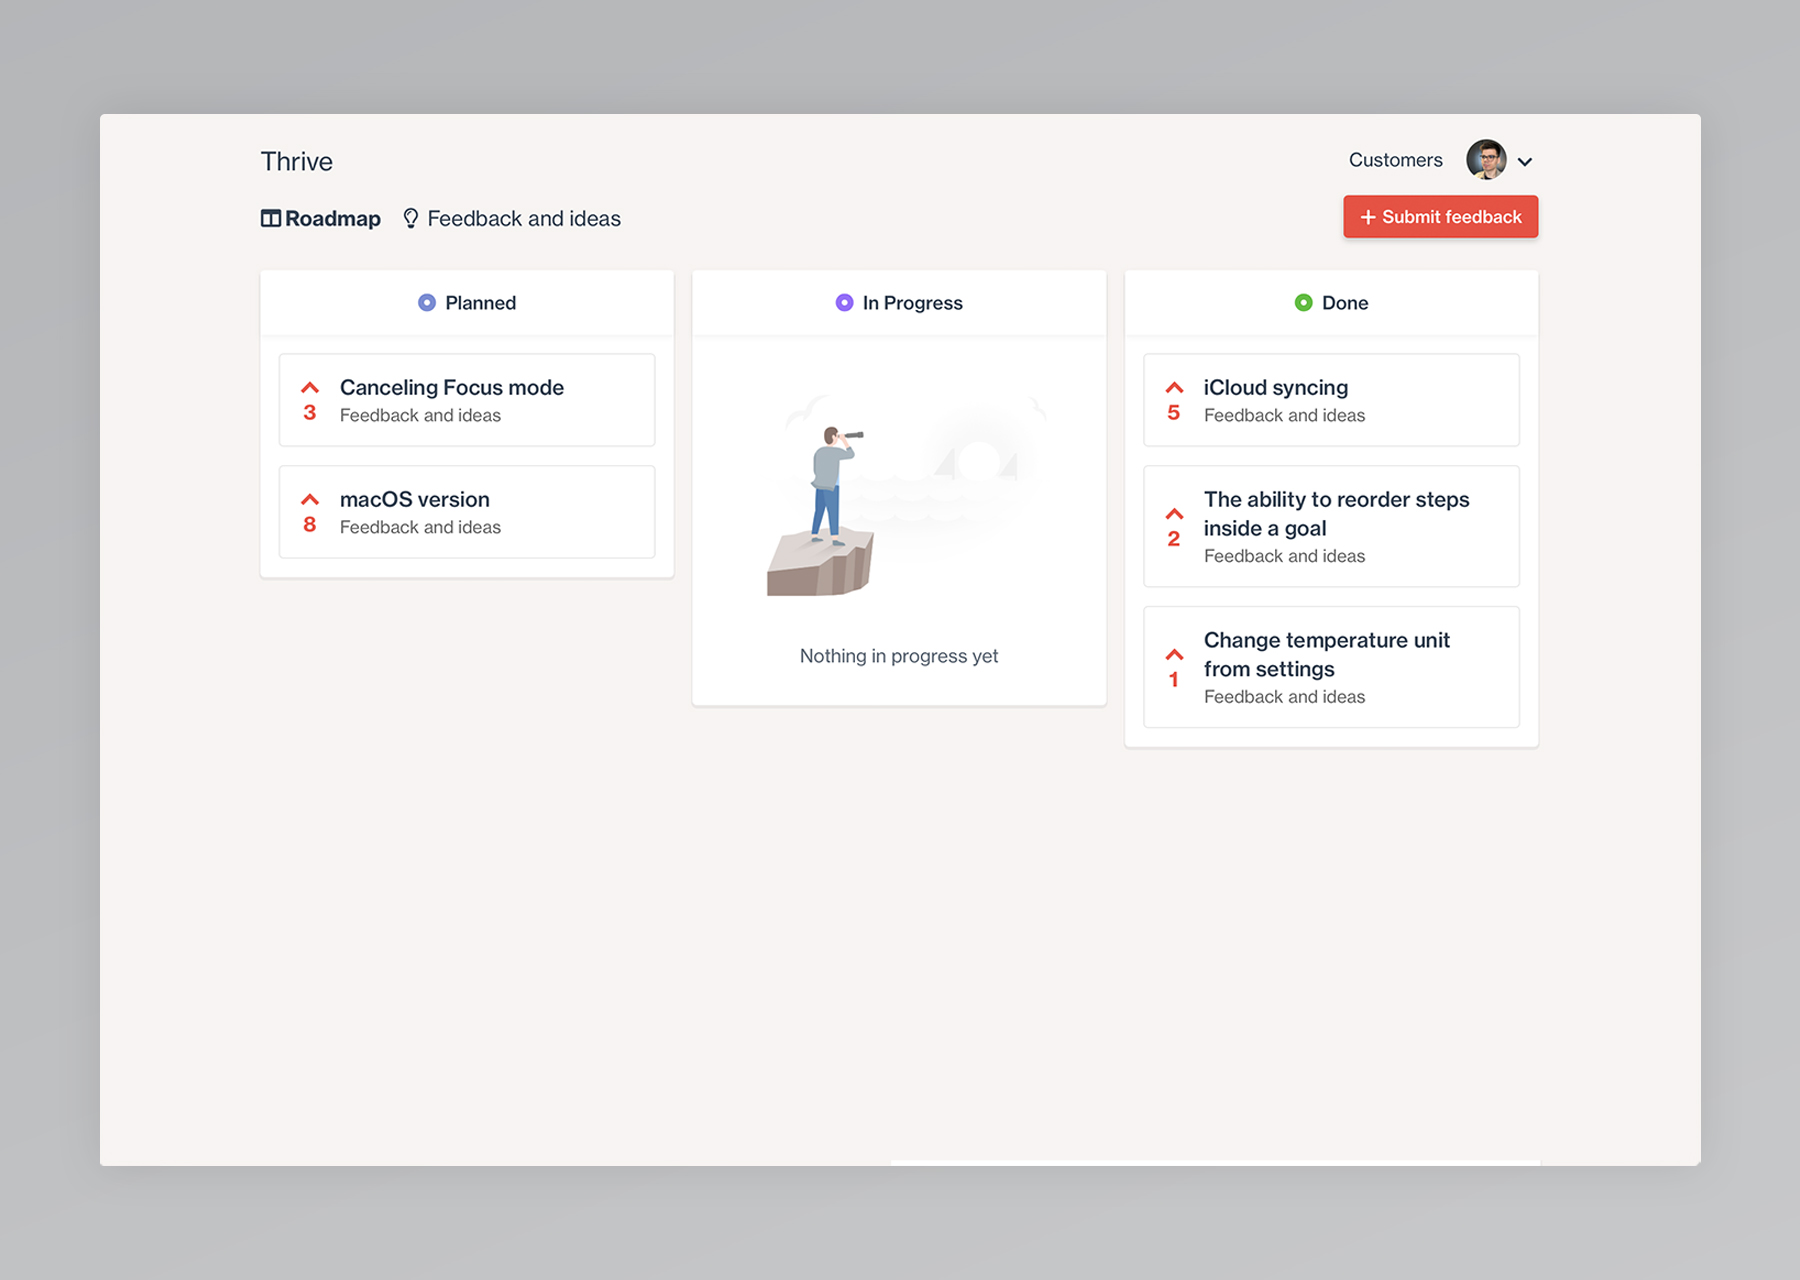 Thrive
Customers
Roadmap
Feedback and ideas
+ Submit feedback
Planned
3
Canceling Focus mode
Feedback and ideas
8
macOS version
Feedback and ideas
In Progress
Nothing in progress yet
Done
5
iCloud syncing
Feedback and ideas
2
The ability to reorder steps
inside a goal
Feedback and ideas
1
Change temperature unit
from settings
Feedback and ideas